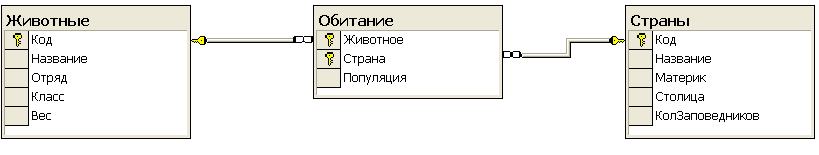 Животные
Код
Название
Отряд
Класс
Вес
Обитание
Животное
Страна
Популяция
Страны
Код
Название
Материк
Столица
КолЗаповедников